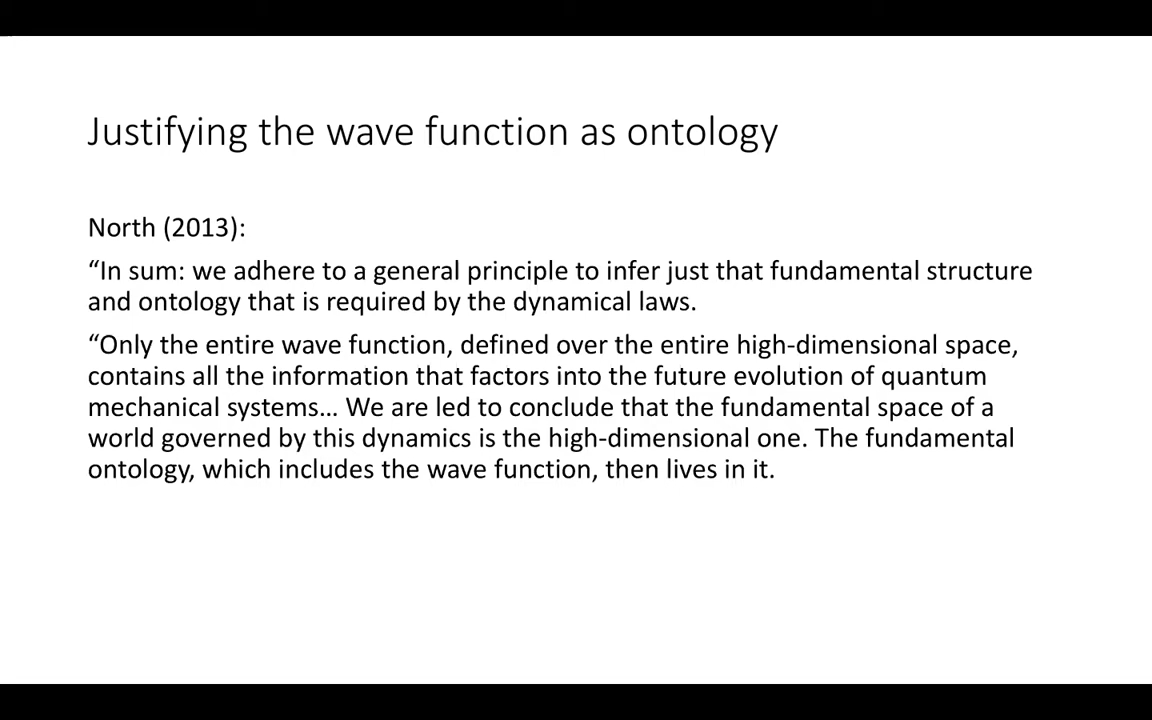 Justifying the wave function as ontology
North (2013):
“In sum: we adhere to a general principle to infer just that fundamental structure
and ontology that is required by the dynamical laws.
“Only the entire wave function, defined over the entire high-dimensional space,
contains all the information that factors into the future evolution of quantum
mechanical systems… We are led to conclude that the fundamental space of a
world governed by this dynamics is the high-dimensional one. The fundamental
ontology, which includes the wave function, then lives in it.